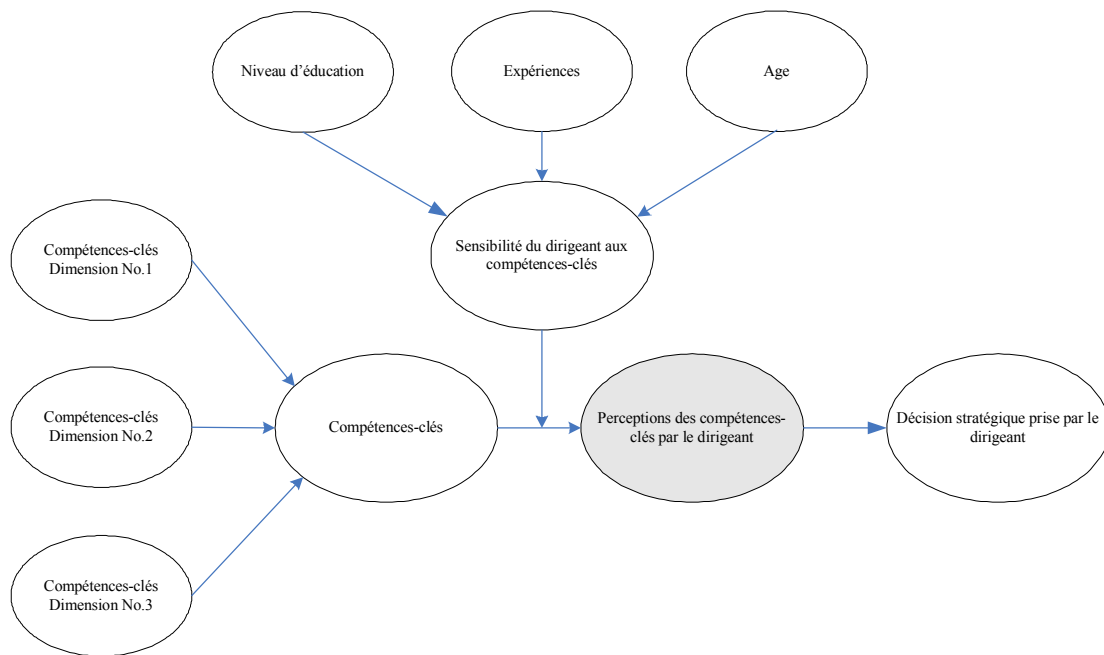 Niveau d'éducation
Expériences
Age
Sensibilité du dirigeant aux
compétences-clés
Compétences-clés
Dimension No.1
Compétences-clés
Dimension No.2
Compétences-clés
Perceptions des compétences-
clés par le dirigeant
Décision stratégique prise par le
dirigeant
Compétences-clés
Dimension No.3